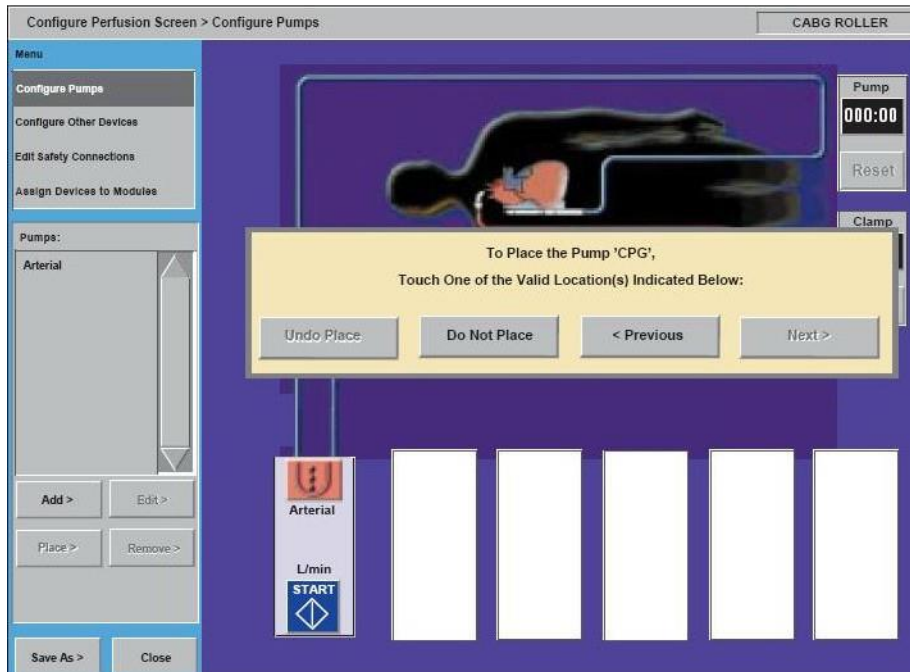 Configure Perfusion Screen > Configure Pumps
CABG ROLLER
Menu
Configure Pumps
Configure Other Devices
Edit Safety Connections
Assign Devices to Modules
Pump
000:00
Reset
Clamp
Pumps:
Arterial
To Place the Pump 'CPG',
Touch One of the Valid Location(s) Indicated Below:
Undo Place
Do Not Place
< Previous
Next >
Add >
Edit >
Place >
Remove >
Arterial
L/min
START
Save As >
Close